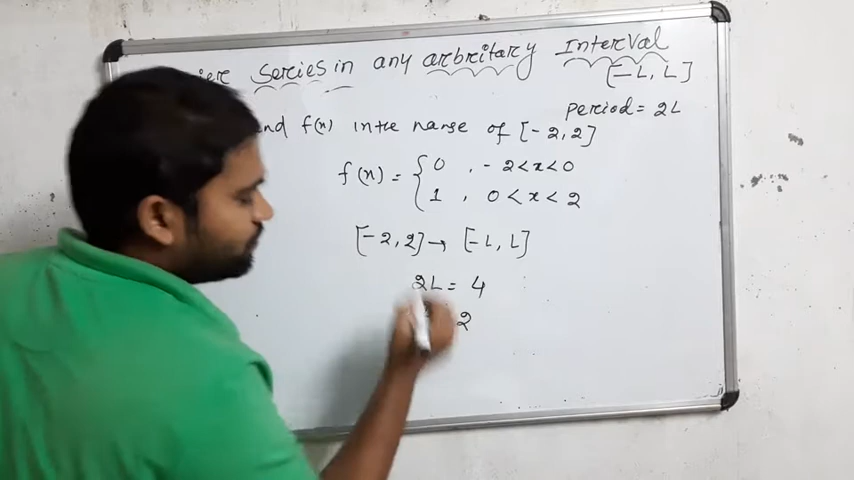 series in any arbritary Interval
[-L, L]
period = 2L
f(x) in the range of [-2, 2]
f(x) = { 0 , -2<x<0
1 , 0<x<2
[-2, 2] → [-L, L]
2L = 4
2